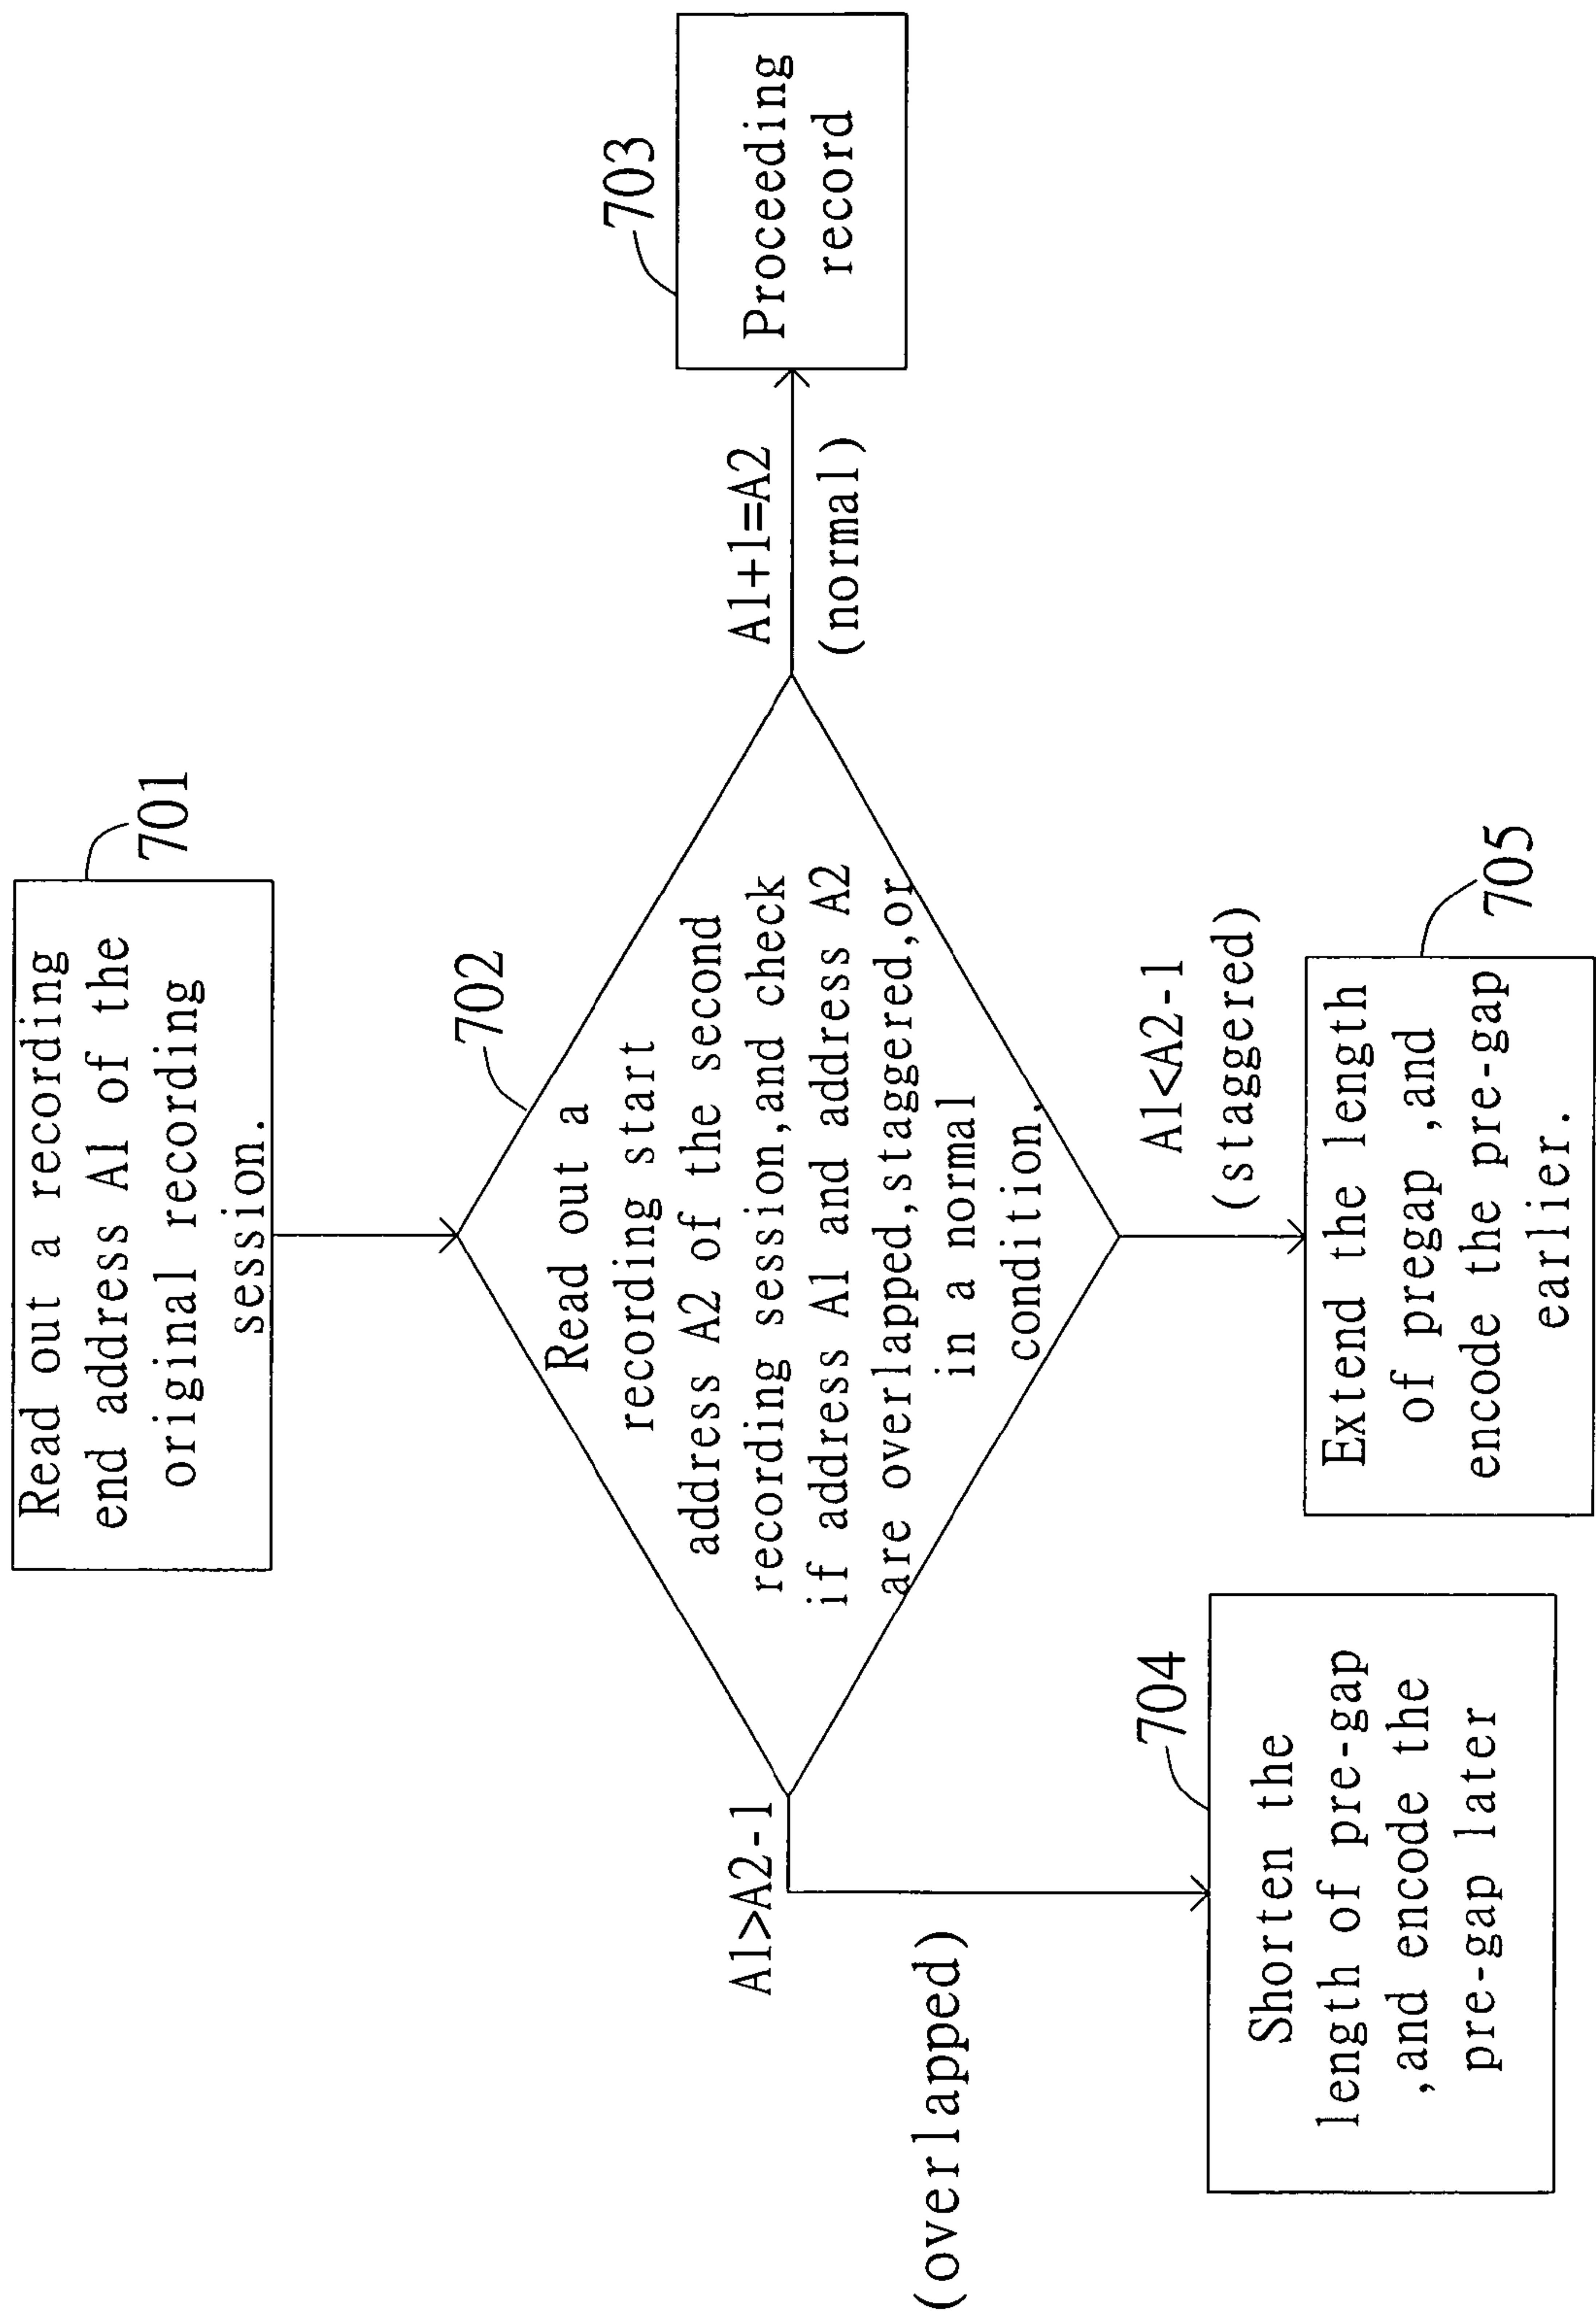 Read out a recording
end address A1 of the
original recording
session.
701
702
Read out a
recording start
address A2 of the second
recording session,and check
if address A1 and address A2
are overlapped,staggered,or
in a normal
condition.
A1+1=A2
(normal)
703
Proceeding
record
A1>A2-1
(overlapped)
704
Shorten the
length of pre-gap
,and encode the
pre-gap later
A1<A2-1
(staggered)
705
Extend the length
of pregap ,and
encode the pre-gap
earlier.